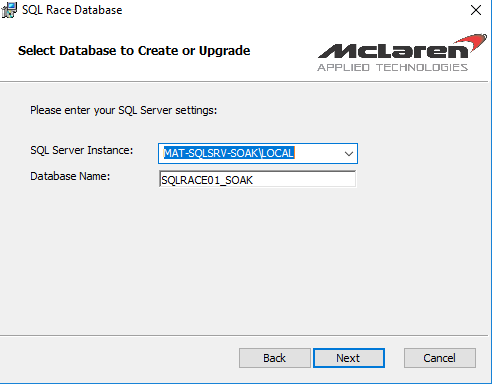 SQL Race Database
Select Database to Create or Upgrade
McLaren
APPLIED TECHNOLOGIES
Please enter your SQL Server settings:
SQL Server Instance: MAT-SQLSRV-SOAK\LOCAL
Database Name: SQLRACE01_SOAK
Back Next Cancel